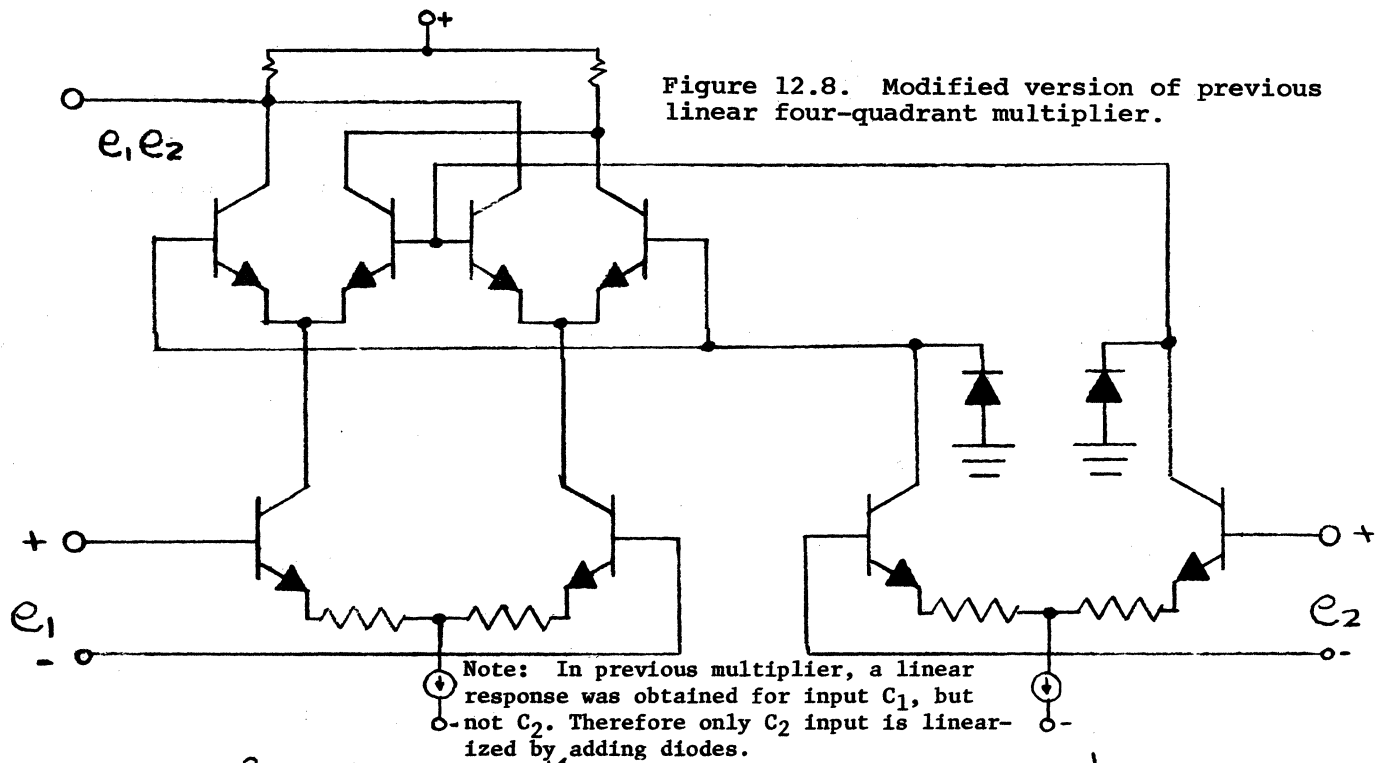 +
Figure 12.8. Modified version of previous
linear four-quadrant multiplier.
e₁e₂
+
+
e₁
e₂
-
-
Note: In previous multiplier, a linear
response was obtained for input C₁, but
- not C₂. Therefore only C₂ input is linear-
-
ized by adding diodes.